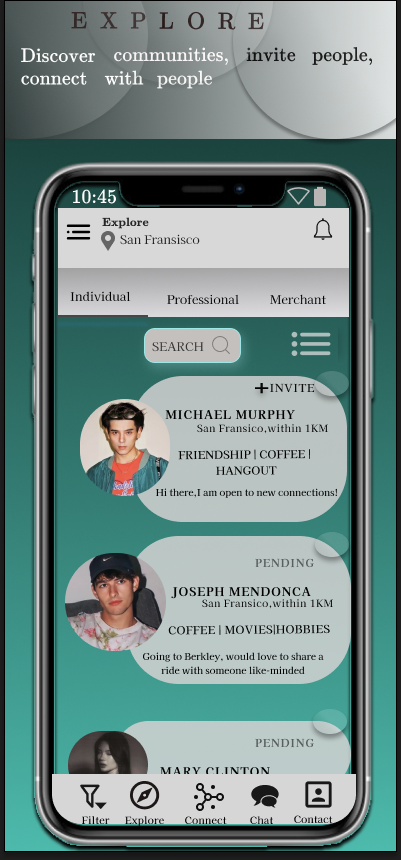 EXPLORE
Discover communities, invite people,
connect with people
10:45
Explore
San Fransisco
Individual Professional Merchant
SEARCH
+INVITE
MICHAEL MURPHY
San Fransico,within 1KM
FRIENDSHIP | COFFEE |
HANGOUT
Hi there,I am open to new connections!
PENDING
JOSEPH MENDONCA
San Fransico,within 1KM
COFFEE | MOVIES|HOBBIES
Going to Berkley, would love to share a
ride with someone like-minded
PENDING
MARY CLINTON
Filter Explore Connect Chat Contact